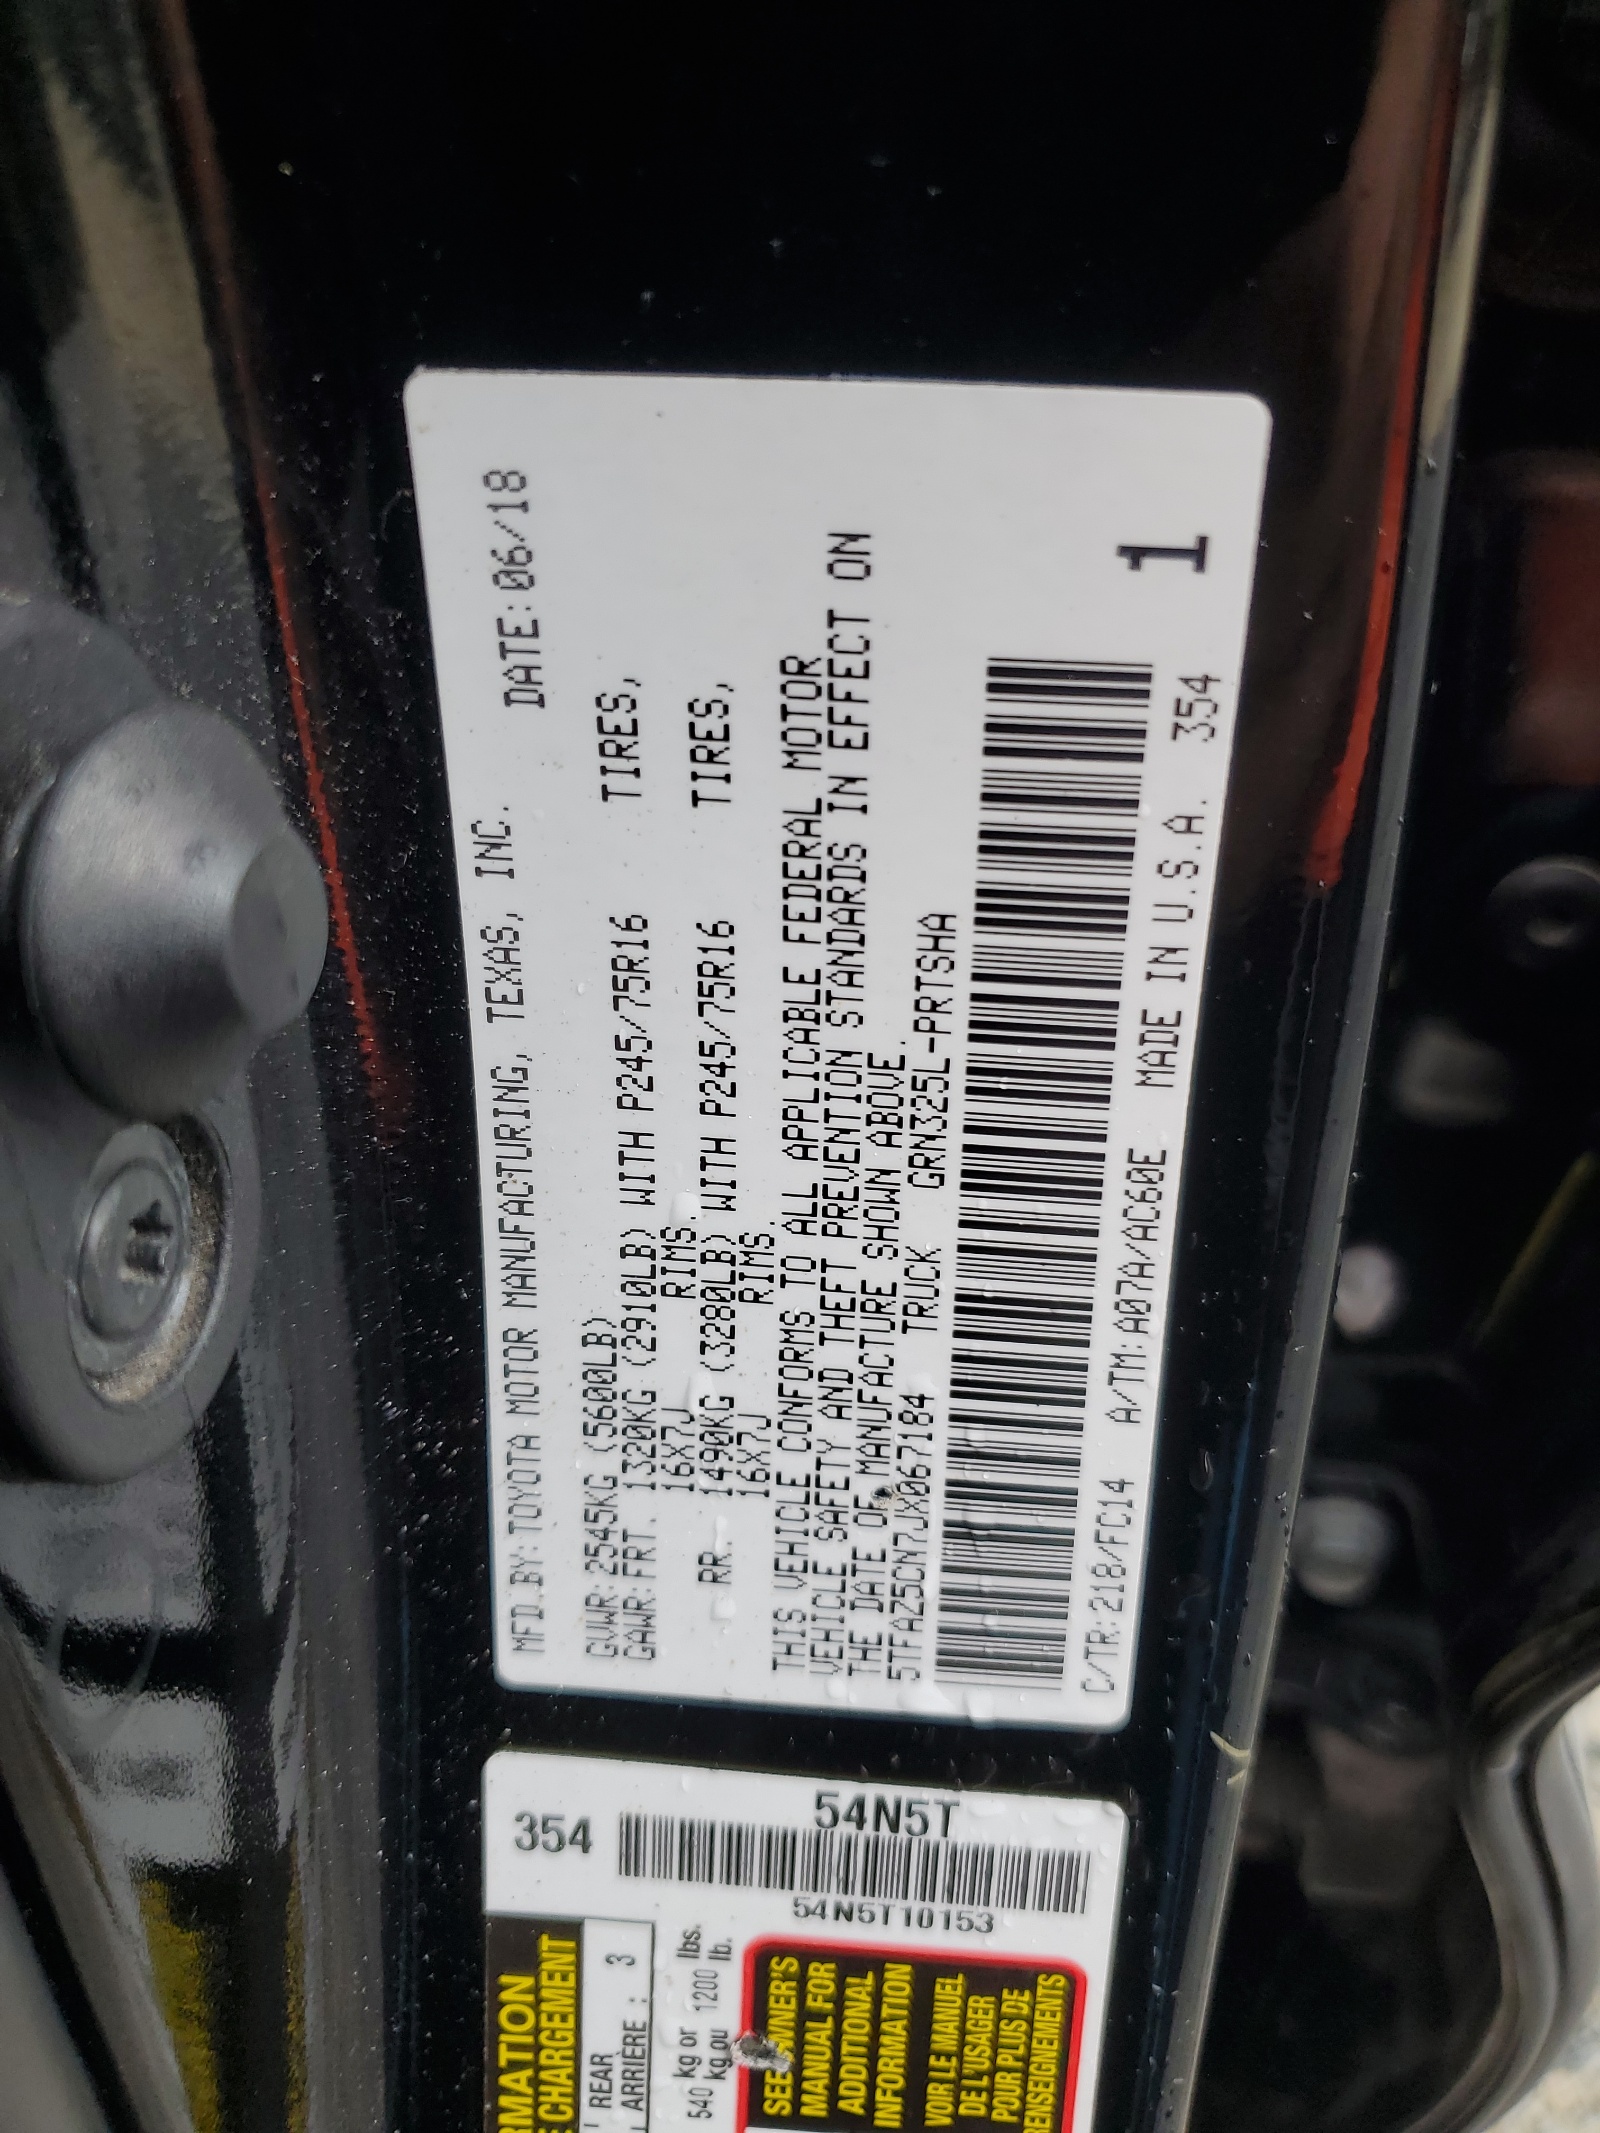 MFD. BY: TOYOTA MOTOR MANUFACTURING, TEXAS, INC. DATE: 06/18
GVWR: 2545KG (5600LB)
GAWR: FRT. 1320KG (2910LB) WITH P245/75R16 TIRES,
16X7J RIMS.
RR. 1490KG (3280LB) WITH P245/75R16 TIRES,
16X7J RIMS.
THIS VEHICLE CONFORMS TO ALL APPLICABLE FEDERAL MOTOR
VEHICLE SAFETY AND THEFT PREVENTION STANDARDS IN EFFECT ON
THE DATE OF MANUFACTURE SHOWN ABOVE.
5TFAZ5CN7JX067184 TRUCK GRN325L-PRTSHA
C/TR: 218/FC14 A/TM: A07A/AC60E MADE IN U.S.A. 354
1
354
54N5T
54N5T10153
RMATION
E CHARGEMENT
REAR
ARRIÈRE : 3
540 kg or 1200 lbs.
kg ou lb.
SEE OWNER'S
MANUAL FOR
ADDITIONAL
INFORMATION
VOIR LE MANUEL
DE L'USAGER
POUR PLUS DE
RENSEIGNEMENTS